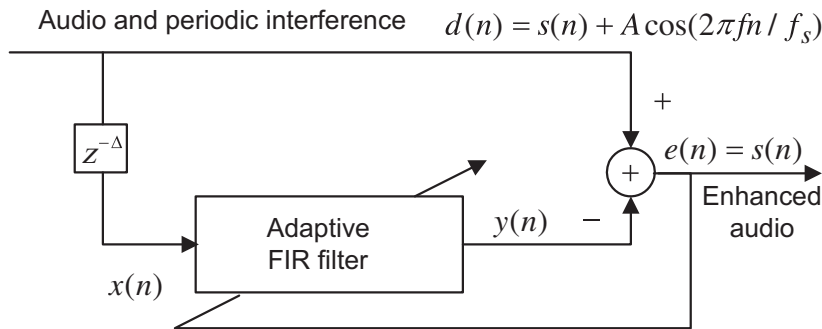 Audio and periodic interference
d(n) = s(n) + A cos(2πfn / f_s)
+
z^{-Δ}
+
e(n) = s(n)
Enhanced
audio
Adaptive
FIR filter
y(n)
−
x(n)